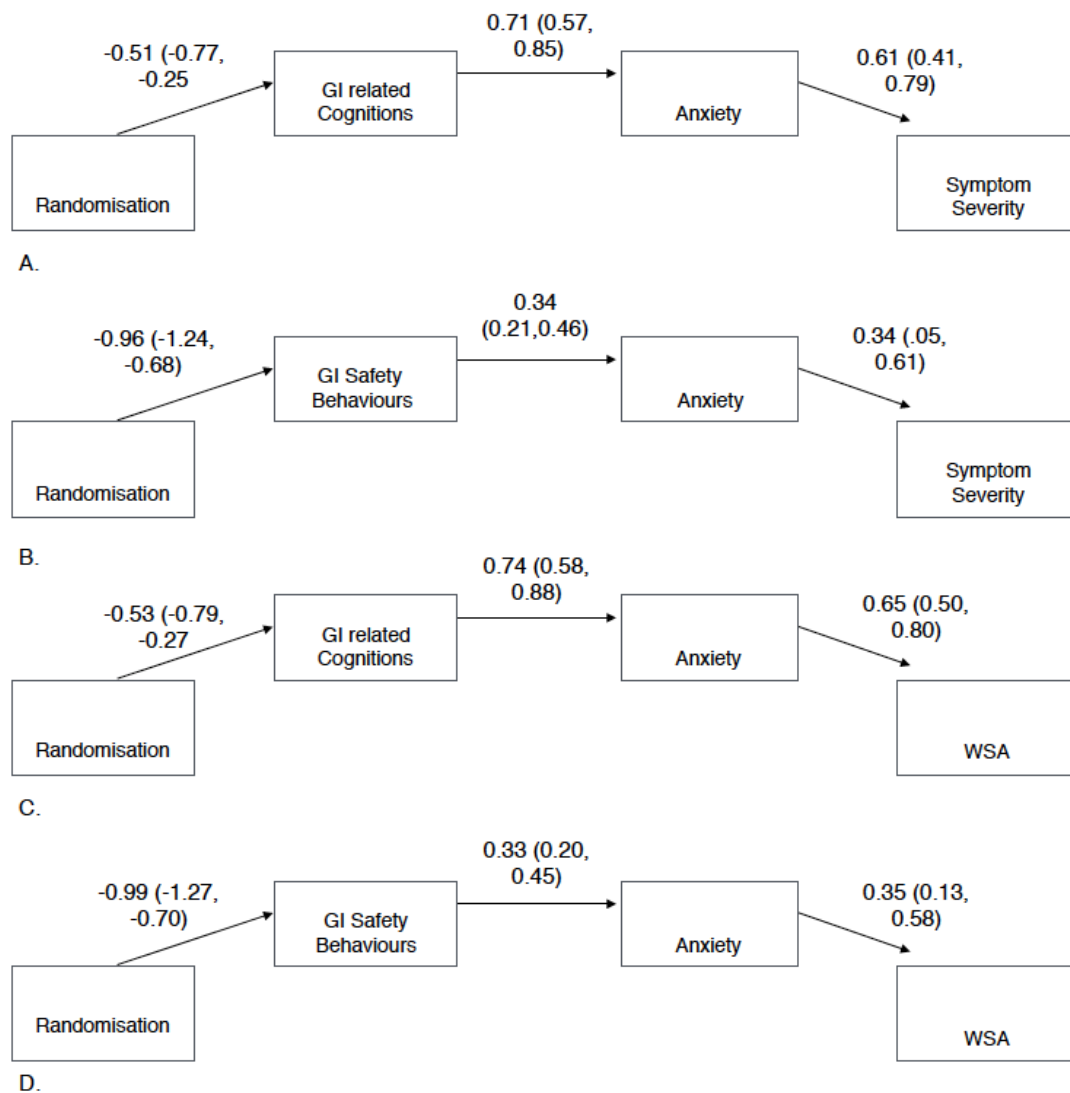 -0.51 (-0.77,
-0.25
0.71 (0.57,
0.85)
0.61 (0.41,
0.79)
GI related
Cognitions
Anxiety
Randomisation
Symptom
Severity
A.
-0.96 (-1.24,
-0.68)
0.34
(0.21,0.46)
0.34 (.05,
0.61)
GI Safety
Behaviours
Anxiety
Randomisation
Symptom
Severity
B.
-0.53 (-0.79,
-0.27
0.74 (0.58,
0.88)
0.65 (0.50,
0.80)
GI related
Cognitions
Anxiety
Randomisation
WSA
C.
-0.99 (-1.27,
-0.70)
0.33 (0.20,
0.45)
0.35 (0.13,
0.58)
GI Safety
Behaviours
Anxiety
Randomisation
WSA
D.